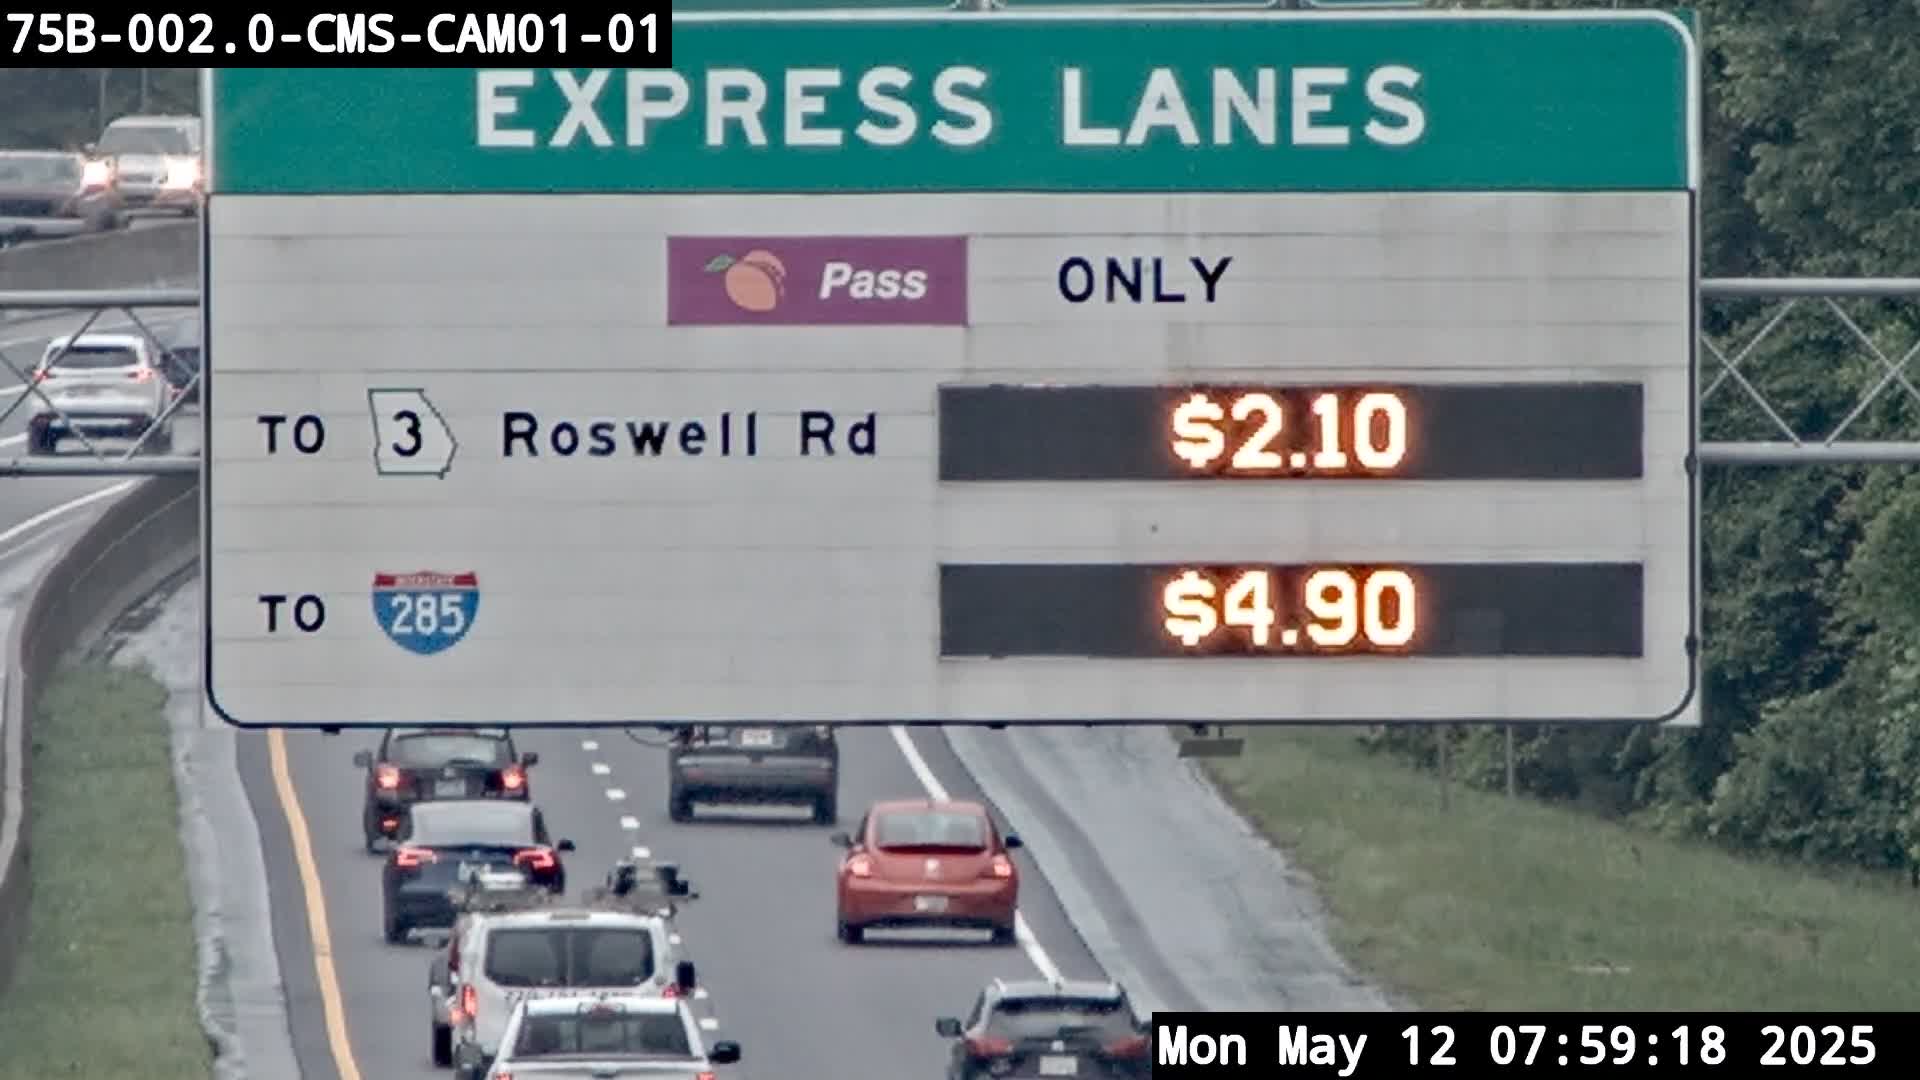 75B-002.0-CMS-CAM01-01
EXPRESS LANES
Pass ONLY
TO 3 Roswell Rd $2.10
INTERSTATE
TO 285 $4.90
Mon May 12 07:59:18 2025